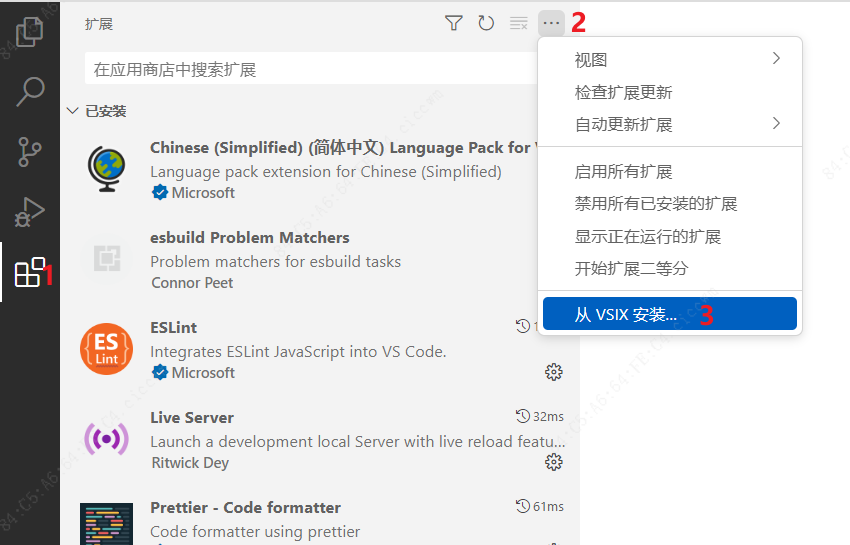 扩展
2
在应用商店中搜索扩展
已安装
Chinese (Simplified) (简体中文) Language Pack for
Language pack extension for Chinese (Simplified)
Microsoft
esbuild Problem Matchers
Problem matchers for esbuild tasks
Connor Peet
1
ESLint
Integrates ESLint JavaScript into VS Code.
Microsoft
ES
Lint
Live Server
32ms
Launch a development local Server with live reload featu...
Ritwick Dey
Prettier - Code formatter
61ms
Code formatter using prettier
视图
检查扩展更新
自动更新扩展
启用所有扩展
禁用所有已安装的扩展
显示正在运行的扩展
开始扩展二等分
从 VSIX 安装...
3